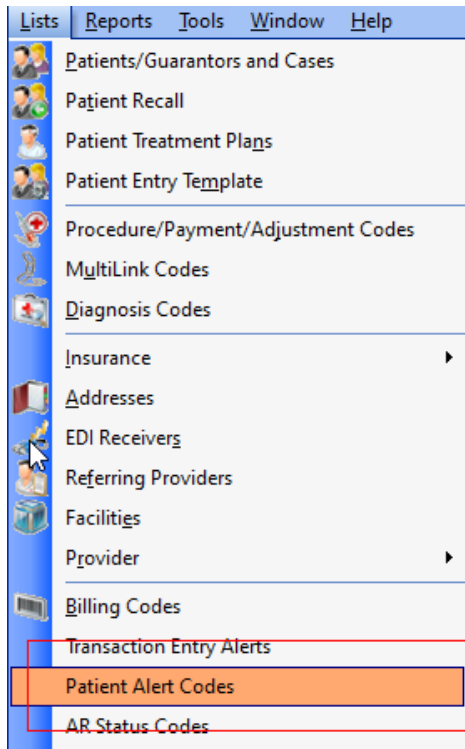 Lists Reports Tools Window Help
Patients/Guarantors and Cases
Patient Recall
Patient Treatment Plans
Patient Entry Template
Procedure/Payment/Adjustment Codes
MultiLink Codes
Diagnosis Codes
Insurance
Addresses
EDI Receivers
Referring Providers
Facilities
Provider
Billing Codes
Transaction Entry Alerts
Patient Alert Codes
AR Status Codes